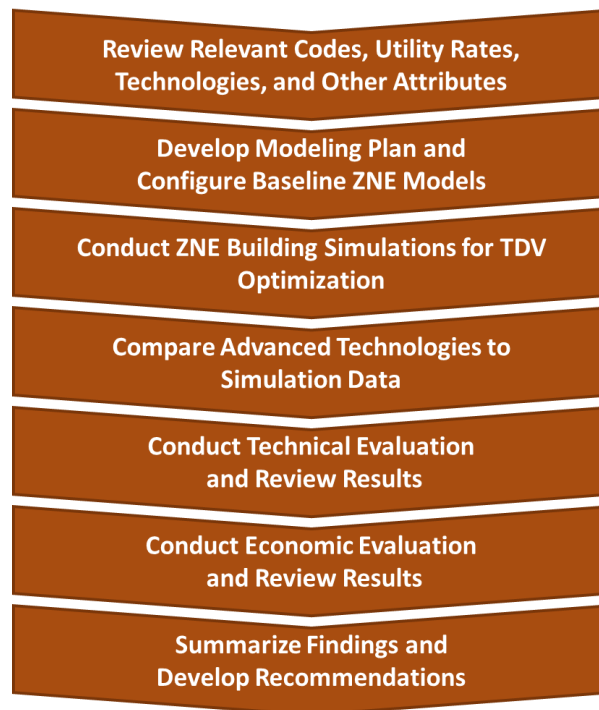 Review Relevant Codes, Utility Rates,
Technologies, and Other Attributes
Develop Modeling Plan and
Configure Baseline ZNE Models
Conduct ZNE Building Simulations for TDV
Optimization
Compare Advanced Technologies to
Simulation Data
Conduct Technical Evaluation
and Review Results
Conduct Economic Evaluation
and Review Results
Summarize Findings and
Develop Recommendations